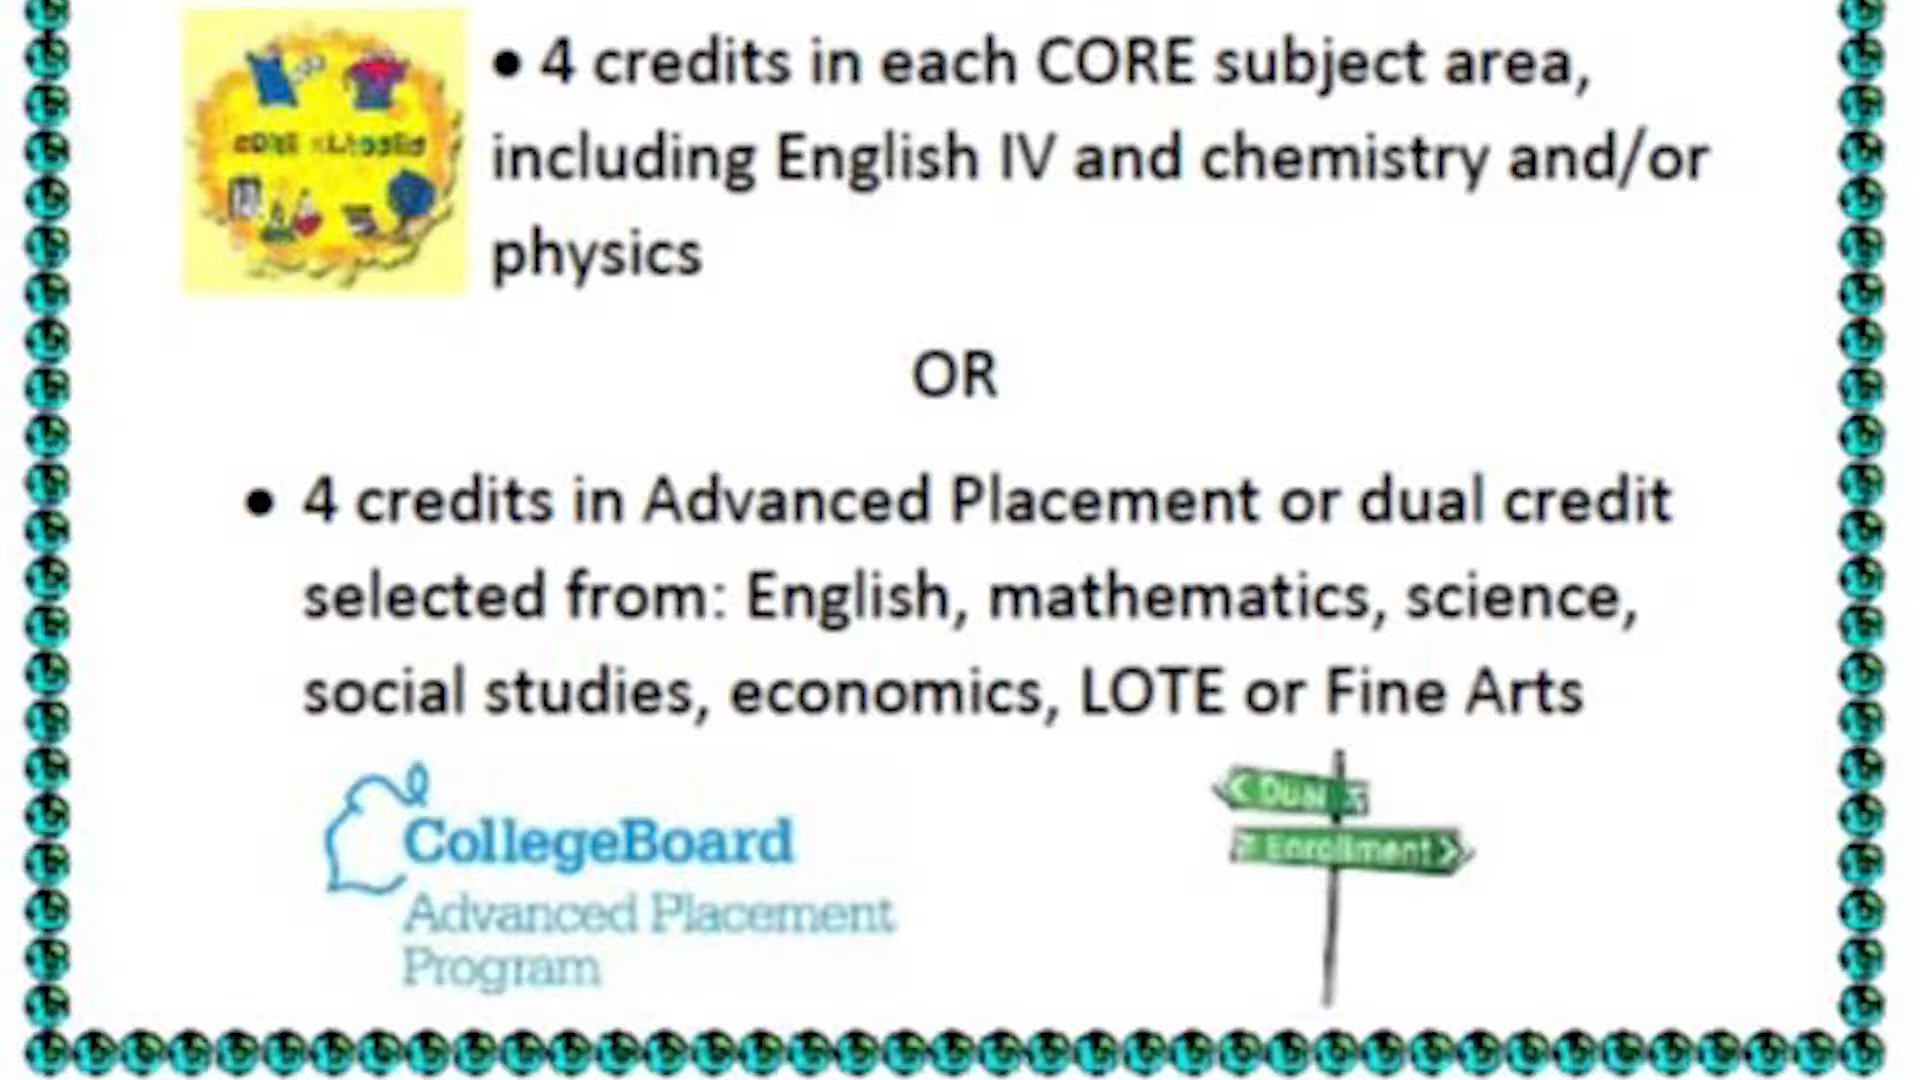 • 4 credits in each CORE subject area,
including English IV and chemistry and/or
physics
CORE
OR
• 4 credits in Advanced Placement or dual credit
selected from: English, mathematics, science,
social studies, economics, LOTE or Fine Arts
CollegeBoard
Advanced Placement
Program
Dual
Enrollment